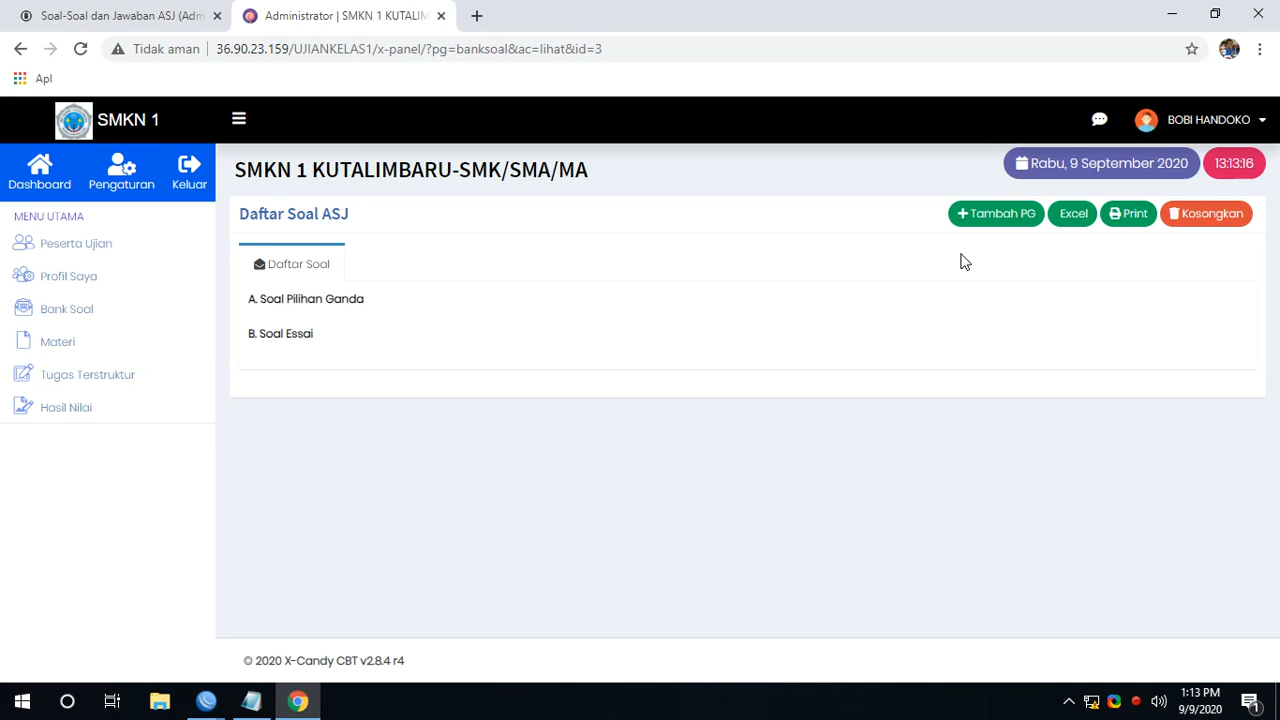 Soal-Soal dan Jawaban ASJ (Adm
Administrator | SMKN 1 KUTALIM
Tidak aman 36.90.23.159/UJIANKELAS1/x-panel/?pg=banksoal&ac=lihat&id=3
Apl
SMKN 1
BOBI HANDOKO
Dashboard Pengaturan Keluar
SMKN 1 KUTALIMBARU-SMK/SMA/MA
Rabu, 9 September 2020 13:13:16
MENU UTAMA
Peserta Ujian
Profil Saya
Bank Soal
Materi
Tugas Terstruktur
Hasil Nilai
Daftar Soal ASJ
Tambah PG Excel Print Kosongkan
Daftar Soal
A. Soal Pilihan Ganda
B. Soal Essai
© 2020 X-Candy CBT v2.8.4 r4
1:13 PM
9/9/2020
1